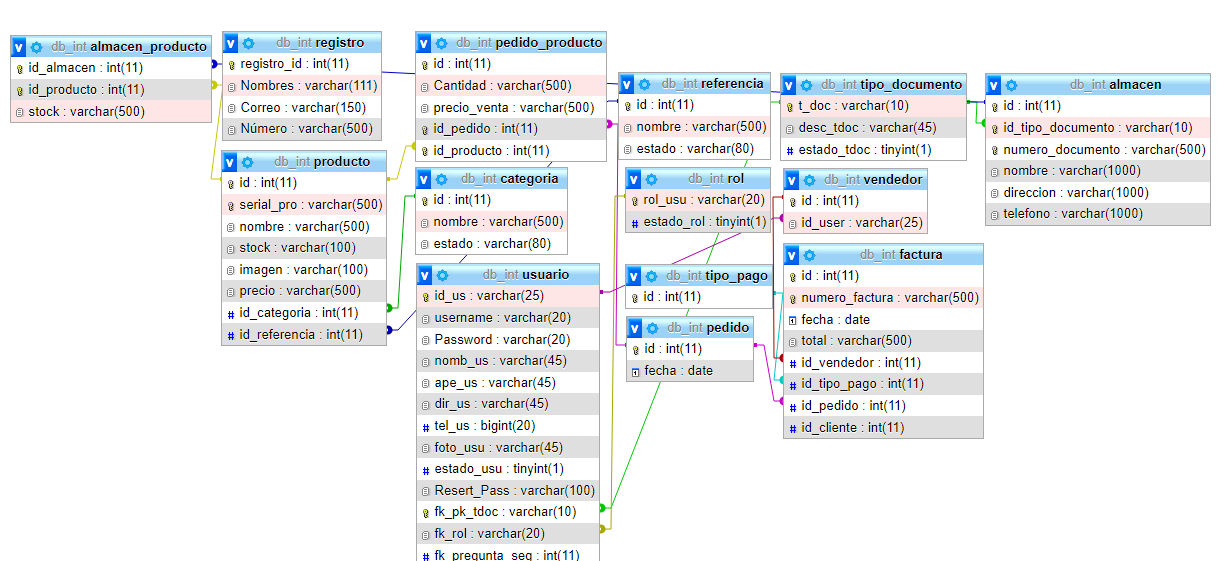 v db_int almacen_producto
id_almacen : int(11)
id_producto : int(11)
stock : varchar(500)
v db_int registro
registro_id : int(11)
Nombres : varchar(111)
Correo : varchar(150)
Número : varchar(500)
v db_int producto
id : int(11)
serial_pro : varchar(500)
nombre : varchar(500)
stock : varchar(100)
imagen : varchar(100)
precio : varchar(500)
# id_categoria : int(11)
# id_referencia : int(11)
v db_int pedido_producto
id : int(11)
Cantidad : varchar(500)
precio_venta : varchar(500)
id_pedido : int(11)
id_producto : int(11)
v db_int categoria
id : int(11)
nombre : varchar(500)
estado : varchar(80)
v db_int usuario
id_us : varchar(25)
username : varchar(20)
Password : varchar(20)
nomb_us : varchar(45)
ape_us : varchar(45)
dir_us : varchar(45)
# tel_us : bigint(20)
foto_usu : varchar(45)
# estado_usu : tinyint(1)
Resert_Pass : varchar(100)
fk_pk_tdoc : varchar(10)
fk_rol : varchar(20)
# fk_pregunta_seg : int(11)
v db_int referencia
id : int(11)
nombre : varchar(500)
estado : varchar(80)
v db_int rol
rol_usu : varchar(20)
# estado_rol : tinyint(1)
v db_int tipo_pago
id : int(11)
v db_int pedido
id : int(11)
fecha : date
v db_int tipo_documento
t_doc : varchar(10)
desc_tdoc : varchar(45)
# estado_tdoc : tinyint(1)
v db_int vendedor
id : int(11)
id_user : varchar(25)
v db_int factura
id : int(11)
numero_factura : varchar(500)
fecha : date
total : varchar(500)
# id_vendedor : int(11)
# id_tipo_pago : int(11)
# id_pedido : int(11)
# id_cliente : int(11)
v db_int almacen
id : int(11)
id_tipo_documento : varchar(10)
numero_documento : varchar(500)
nombre : varchar(1000)
direccion : varchar(1000)
telefono : varchar(1000)